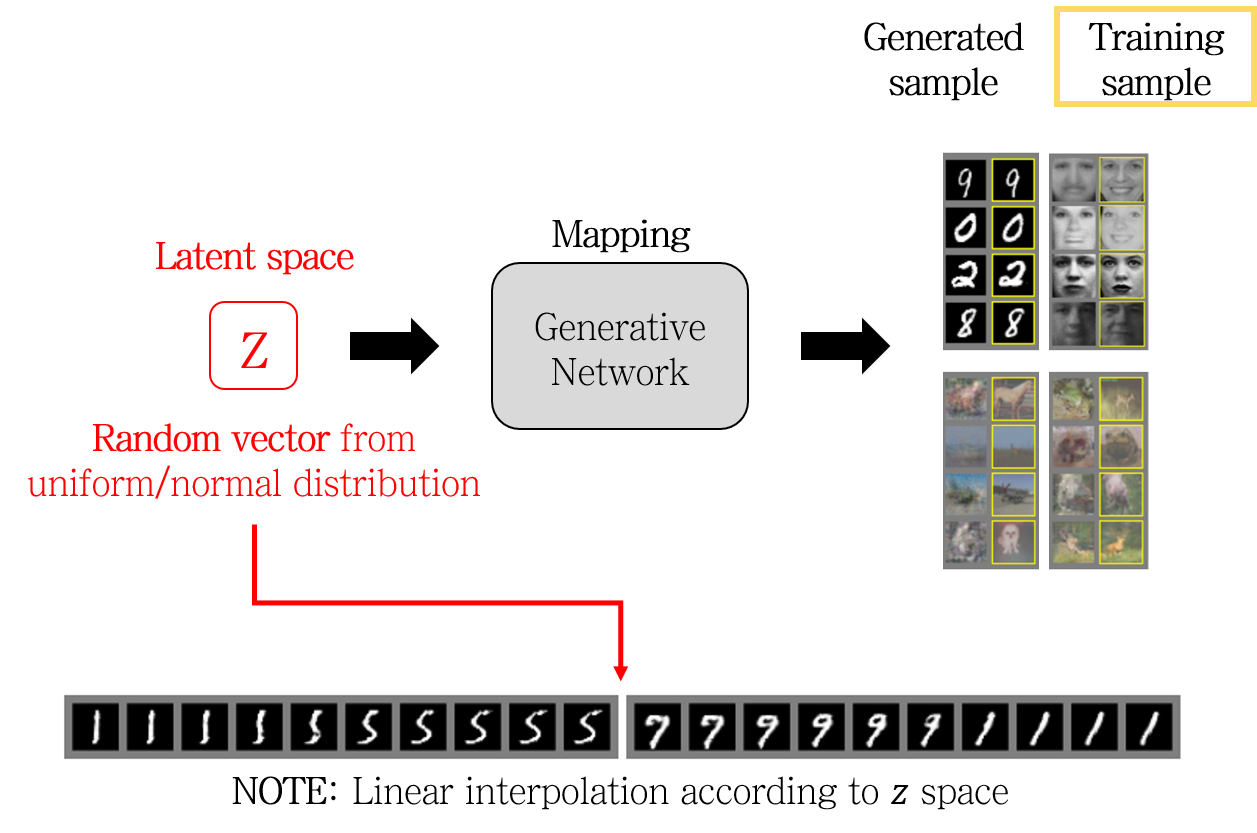 Generated
sample
Training
sample
Latent space
z
Random vector from
uniform/normal distribution
Mapping
Generative
Network
9 9
0 0
2 2
8 8
1 1 1 1 5 5 5 5 5 5
7 7 9 9 9 9 1 1 1 1
NOTE: Linear interpolation according to z space